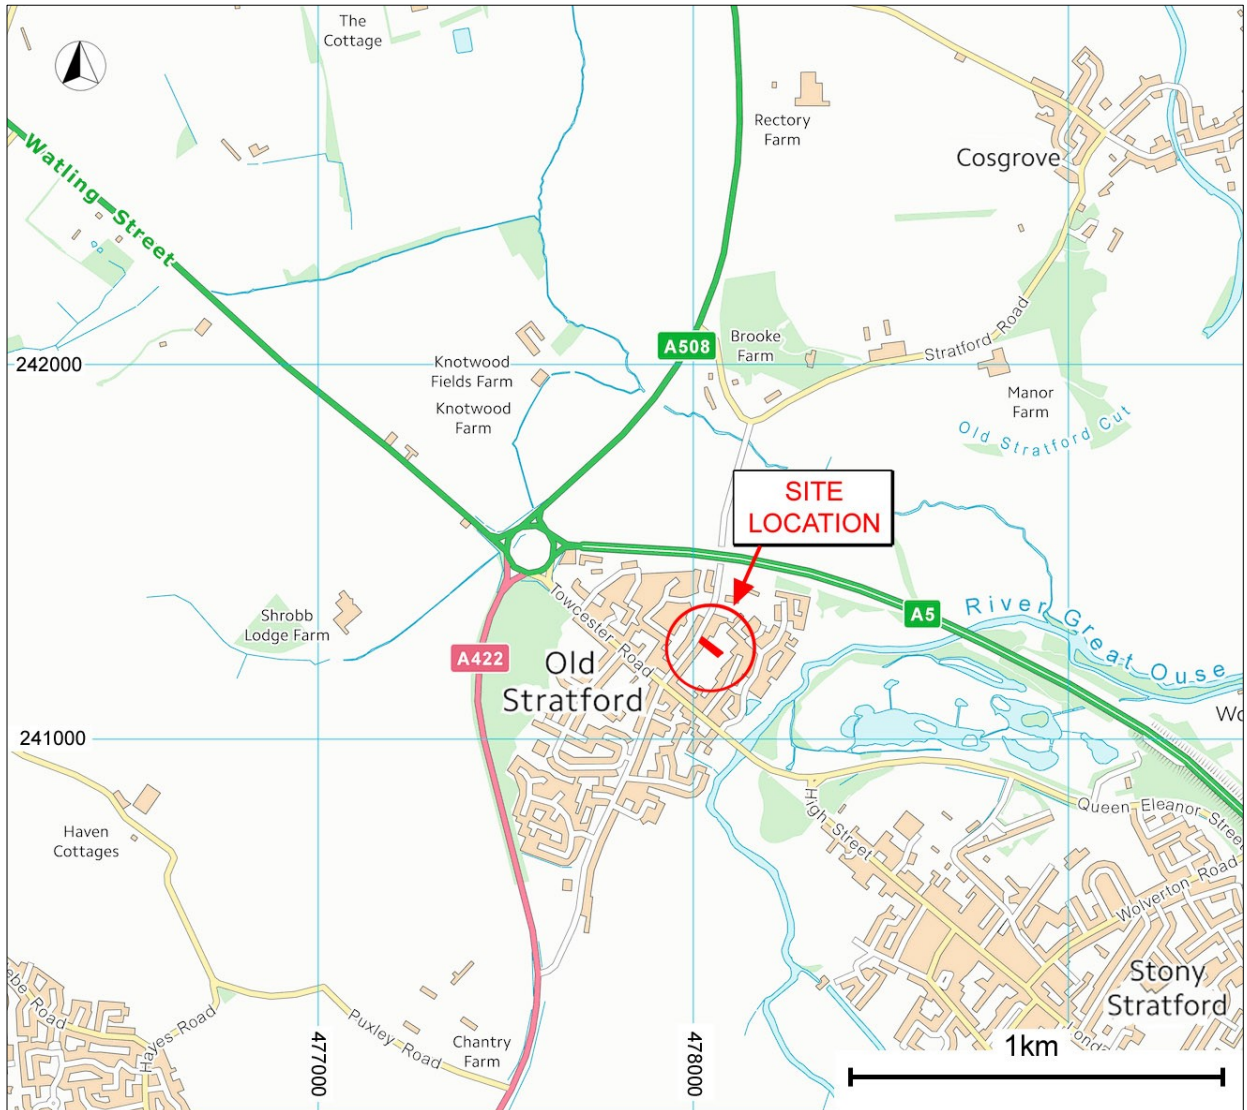 The
Cottage
Rectory
Farm
Cosgrove
Watling Street
A508
Brooke
Farm
Stratford Road
242000
Knotwood
Fields Farm
Knotwood
Farm
Manor
Farm
Old Stratford Cut
SITE
LOCATION
Towcester Road
A5
River Great Ouse
Shrobb
Lodge Farm
A422
Old
Stratford
241000
High Street
Queen Eleanor Street
Haven
Cottages
Wolverton Road
Stony
Stratford
Hayes Road
Puxley Road
Chantry
Farm
477000
478000
1km